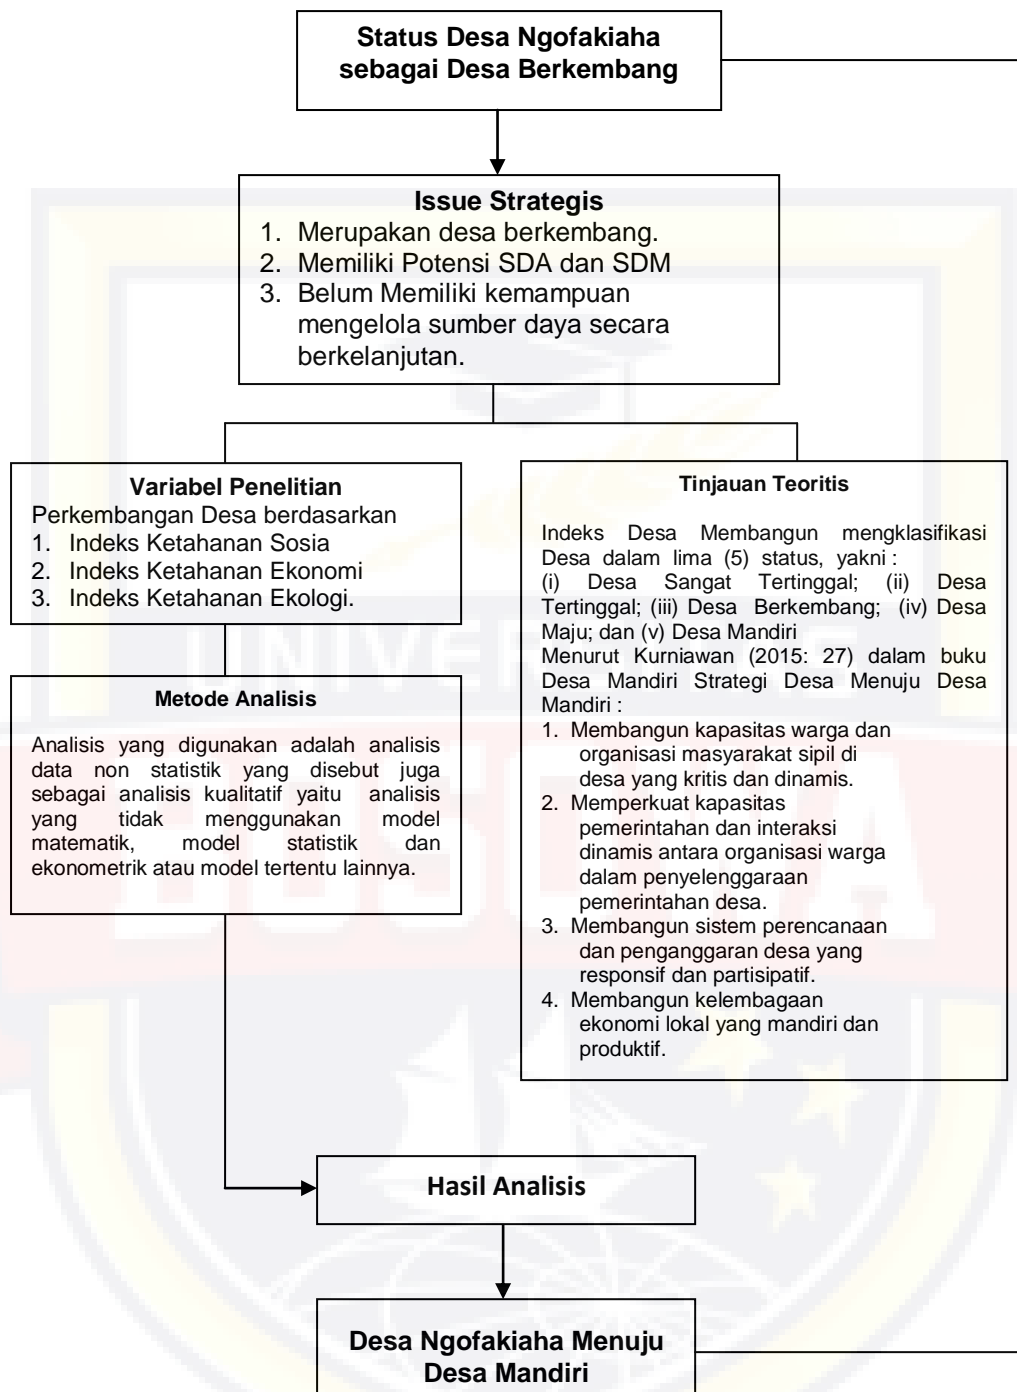 Status Desa Ngofakiaha
sebagai Desa Berkembang
Issue Strategis
1. Merupakan desa berkembang.
2. Memiliki Potensi SDA dan SDM
3. Belum Memiliki kemampuan
mengelola sumber daya secara
berkelanjutan.
Variabel Penelitian
Perkembangan Desa berdasarkan
1. Indeks Ketahanan Sosia
2. Indeks Ketahanan Ekonomi
3. Indeks Ketahanan Ekologi.
Metode Analisis
Analisis yang digunakan adalah analisis
data non statistik yang disebut juga
sebagai analisis kualitatif yaitu analisis
yang tidak menggunakan model
matematik, model statistik dan
ekonometrik atau model tertentu lainnya.
Tinjauan Teoritis
Indeks Desa Membangun mengklasifikasi
Desa dalam lima (5) status, yakni :
(i) Desa Sangat Tertinggal; (ii) Desa
Tertinggal; (iii) Desa Berkembang; (iv) Desa
Maju; dan (v) Desa Mandiri
Menurut Kurniawan (2015: 27) dalam buku
Desa Mandiri Strategi Desa Menuju Desa
Mandiri :
1. Membangun kapasitas warga dan
organisasi masyarakat sipil di
desa yang kritis dan dinamis.
2. Memperkuat kapasitas
pemerintahan dan interaksi
dinamis antara organisasi warga
dalam penyelenggaraan
pemerintahan desa.
3. Membangun sistem perencanaan
dan penganggaran desa yang
responsif dan partisipatif.
4. Membangun kelembagaan
ekonomi lokal yang mandiri dan
produktif.
UNIVERSITAS
BOSOWA
Hasil Analisis
Desa Ngofakiaha Menuju
Desa Mandiri